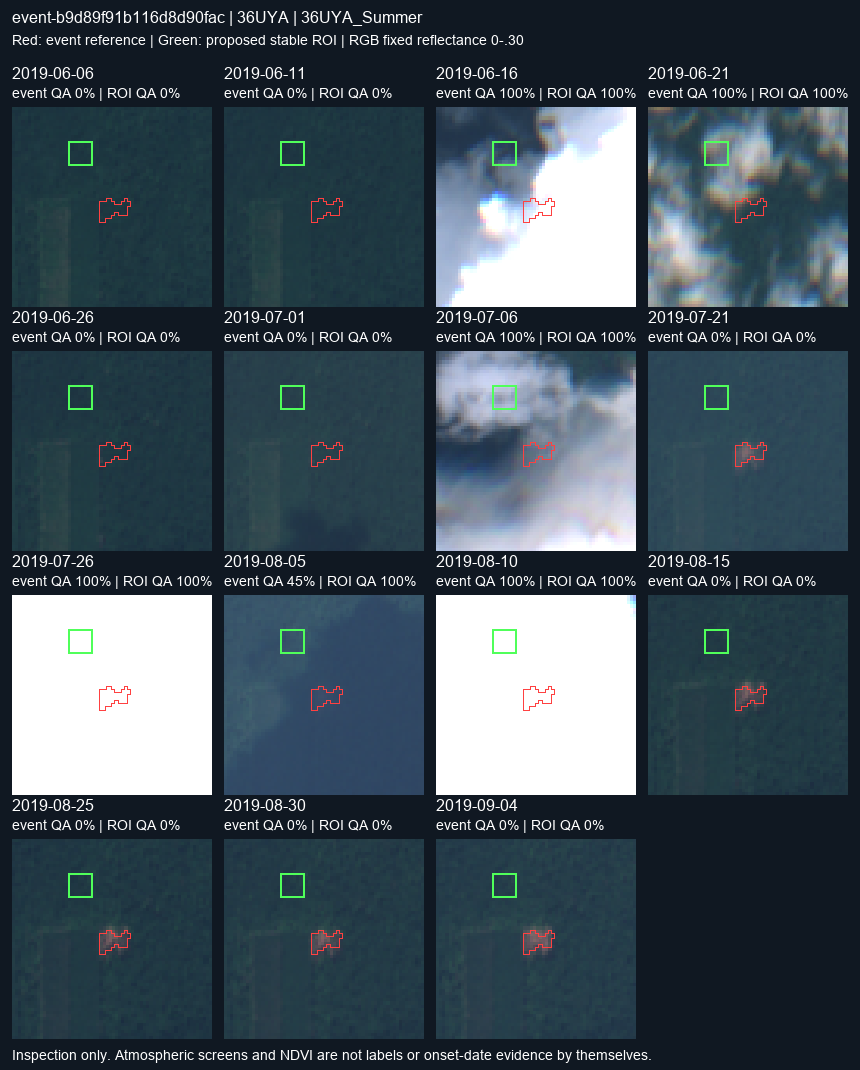 event-b9d89f91b116d8d90fac | 36UYA | 36UYA_Summer
Red: event reference | Green: proposed stable ROI | RGB fixed reflectance 0-.30
2019-06-06
event QA 0% | ROI QA 0%
2019-06-11
event QA 0% | ROI QA 0%
2019-06-16
event QA 100% | ROI QA 100%
2019-06-21
event QA 100% | ROI QA 100%
2019-06-26
event QA 0% | ROI QA 0%
2019-07-01
event QA 0% | ROI QA 0%
2019-07-06
event QA 100% | ROI QA 100%
2019-07-21
event QA 0% | ROI QA 0%
2019-07-26
event QA 100% | ROI QA 100%
2019-08-05
event QA 45% | ROI QA 100%
2019-08-10
event QA 100% | ROI QA 100%
2019-08-15
event QA 0% | ROI QA 0%
2019-08-25
event QA 0% | ROI QA 0%
2019-08-30
event QA 0% | ROI QA 0%
2019-09-04
event QA 0% | ROI QA 0%
Inspection only. Atmospheric screens and NDVI are not labels or onset-date evidence by themselves.